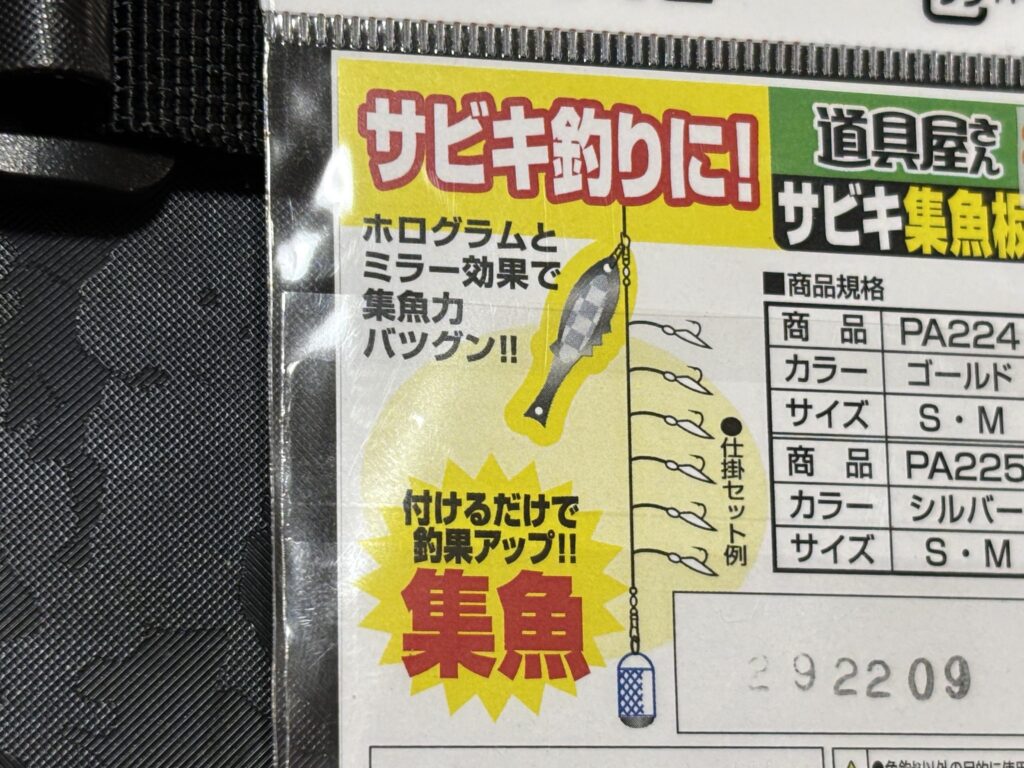 サビキ釣りに!
ホログラムと
ミラー効果で
集魚力
バツグン!!
付けるだけで
釣果アップ!!
集魚
●仕掛セット例
道具屋さん
サビキ集魚板
■商品規格
商品 PA224
カラー ゴールド
サイズ S・M
商品 PA225
カラー シルバー
サイズ S・M
292209